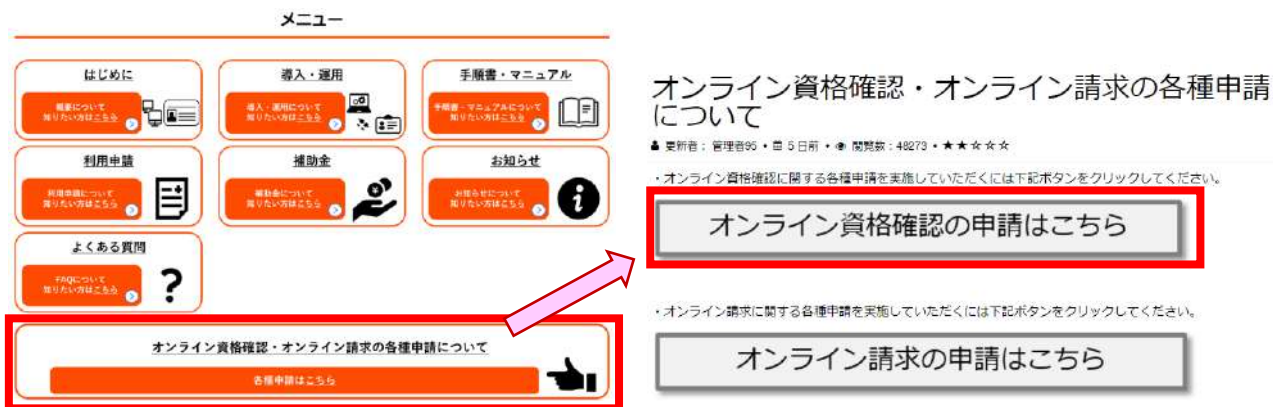 メニュー
はじめに
概要について
知りたい方はこちら
導入・運用
導入・運用について
知りたい方はこちら
手順書・マニュアル
手順書・マニュアルについて
知りたい方はこちら
利用申請
利用申請について
知りたい方はこちら
補助金
補助金について
知りたい方はこちら
お知らせ
お知らせについて
知りたい方はこちら
よくある質問
FAQについて
知りたい方はこちら
オンライン資格確認・オンライン請求の各種申請について
各種申請はこちら
オンライン資格確認・オンライン請求の各種申請
について
更新者： 管理者95 • 5 日前 • 閲覧数：48273 • ★★☆☆☆
・オンライン資格確認に関する各種申請を実施していただくには下記ボタンをクリックしてください。
オンライン資格確認の申請はこちら
・オンライン請求に関する各種申請を実施していただくには下記ボタンをクリックしてください。
オンライン請求の申請はこちら